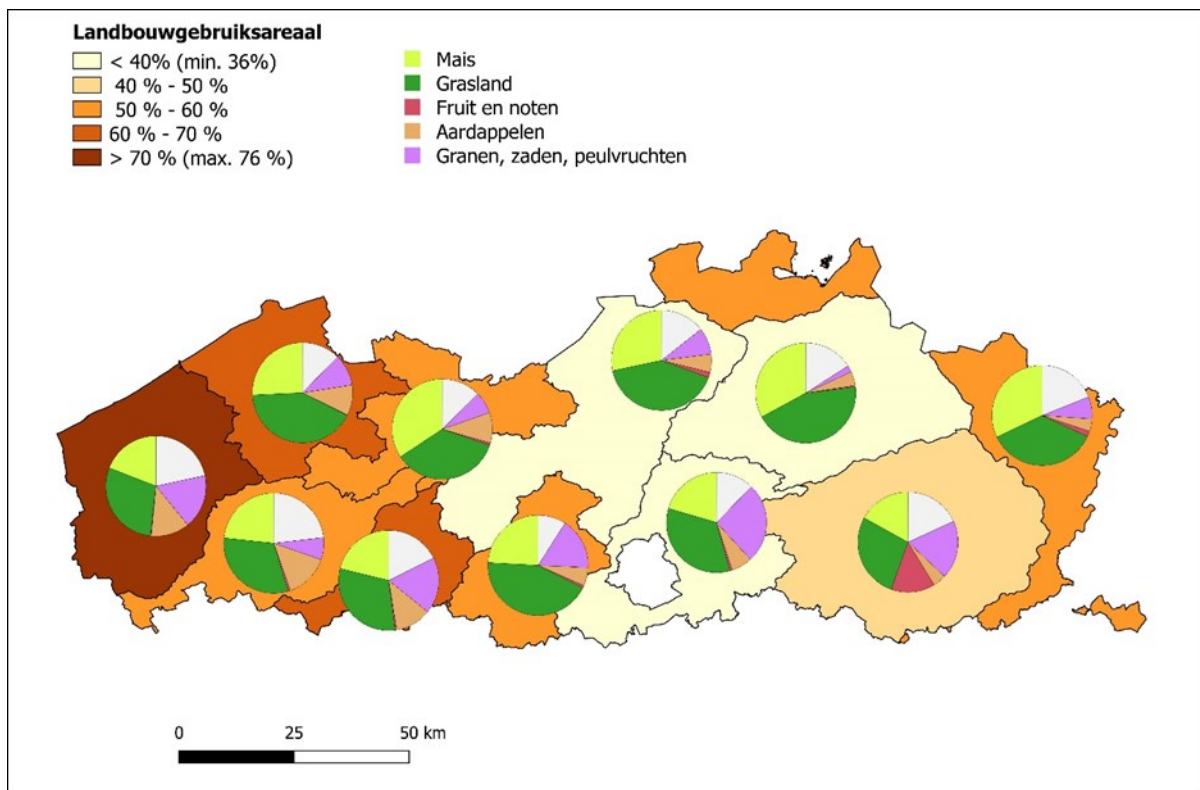 Landbouwgebruiksareaal
< 40% (min. 36%)
40 % - 50 %
50 % - 60 %
60 % - 70 %
> 70 % (max. 76 %)
Mais
Grasland
Fruit en noten
Aardappelen
Granen, zaden, peulvruchten
0 25 50 km